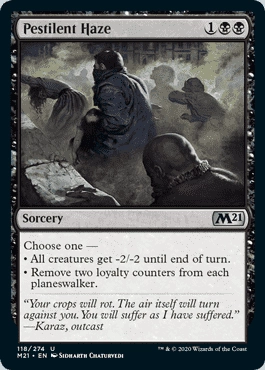 Pestilent Haze 1
Sorcery M21
Choose one —
• All creatures get -2/-2 until end of turn.
• Remove two loyalty counters from each
planeswalker.
“Your crops will rot. The air itself will turn
against you. You will suffer as I have suffered.”
—Karaz, outcast
118/274 U
M21 • EN Sidharth Chaturvedi ™ & © 2020 Wizards of the Coast